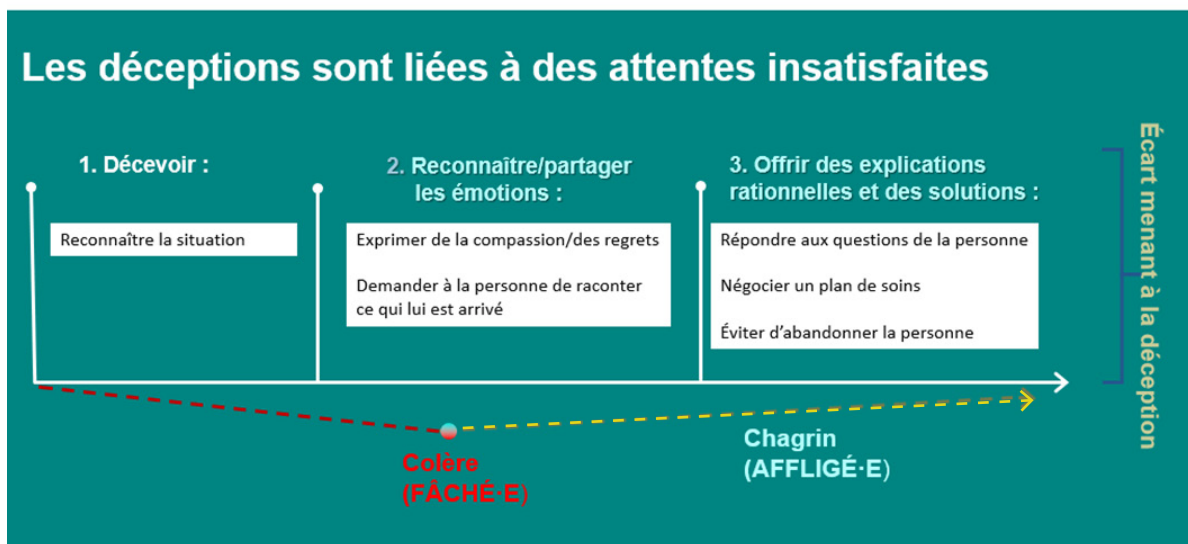 Les déceptions sont liées à des attentes insatisfaites
1. Décevoir :
Reconnaître la situation
2. Reconnaître/partager
les émotions :
Exprimer de la compassion/des regrets
Demander à la personne de raconter
ce qui lui est arrivé
3. Offrir des explications
rationnelles et des solutions :
Répondre aux questions de la personne
Négocier un plan de soins
Éviter d'abandonner la personne
Écart menant à la déception
Colère
(FÂCHÉ·E)
Chagrin
(AFFLIGÉ·E)